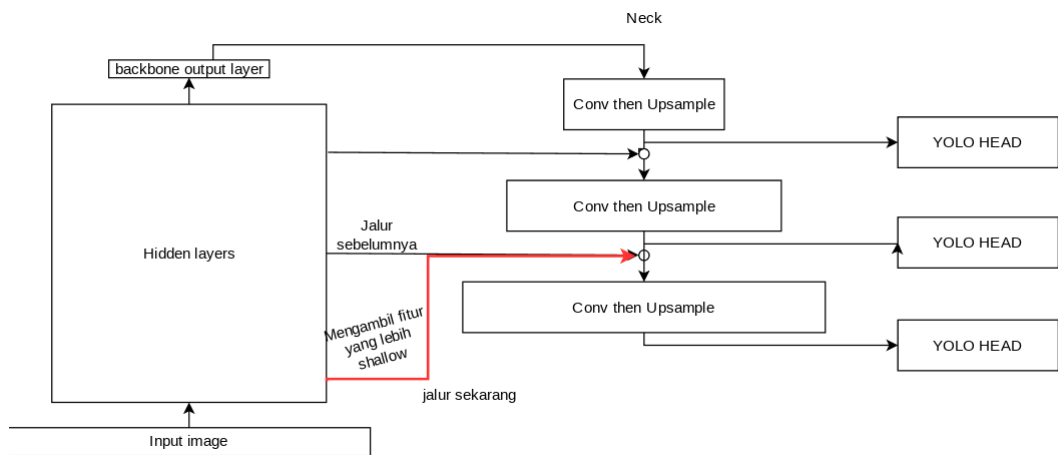 Neck
backbone output layer
Conv then Upsample
YOLO HEAD
Conv then Upsample
Jalur
sebelumnya
YOLO HEAD
Hidden layers
Conv then Upsample
Mengambil fitur
yang lebih
shallow
YOLO HEAD
jalur sekarang
Input image